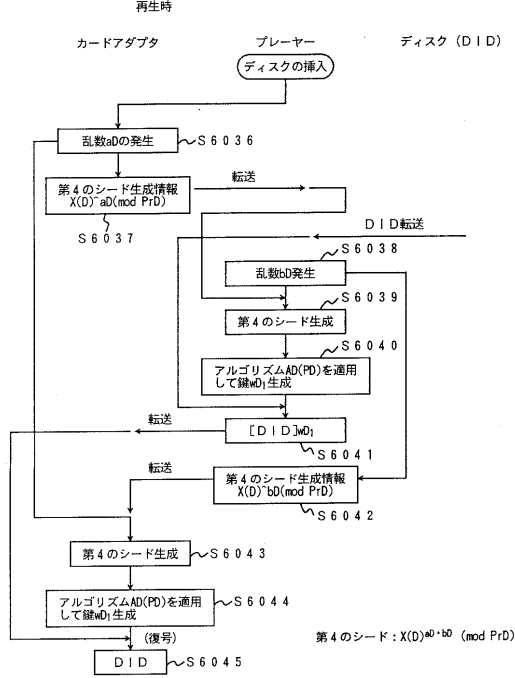 再生時
カードアダプタ
プレーヤー
ディスク（DID）
ディスクの挿入
乱数aDの発生
S6036
第4のシード生成情報
X(D)^aD(mod PrD)
S6037
転送
DID転送
S6038
乱数bD発生
S6039
第4のシード生成
S6040
アルゴリズムAD(PD)を適用
して鍵wD₁生成
転送
[DID]wD₁
S6041
転送
第4のシード生成情報
X(D)^bD(mod PrD)
S6042
第4のシード生成
S6043
アルゴリズムAD(PD)を適用
して鍵wD₁生成
S6044
(復号)
第4のシード：X(D)^aD・bD (mod PrD)
DID
S6045